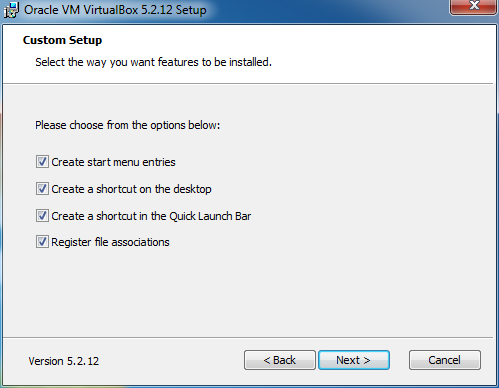 Oracle VM VirtualBox 5.2.12 Setup
Custom Setup
Select the way you want features to be installed.
Please choose from the options below:
Create start menu entries
Create a shortcut on the desktop
Create a shortcut in the Quick Launch Bar
Register file associations
Version 5.2.12
< Back
Next >
Cancel